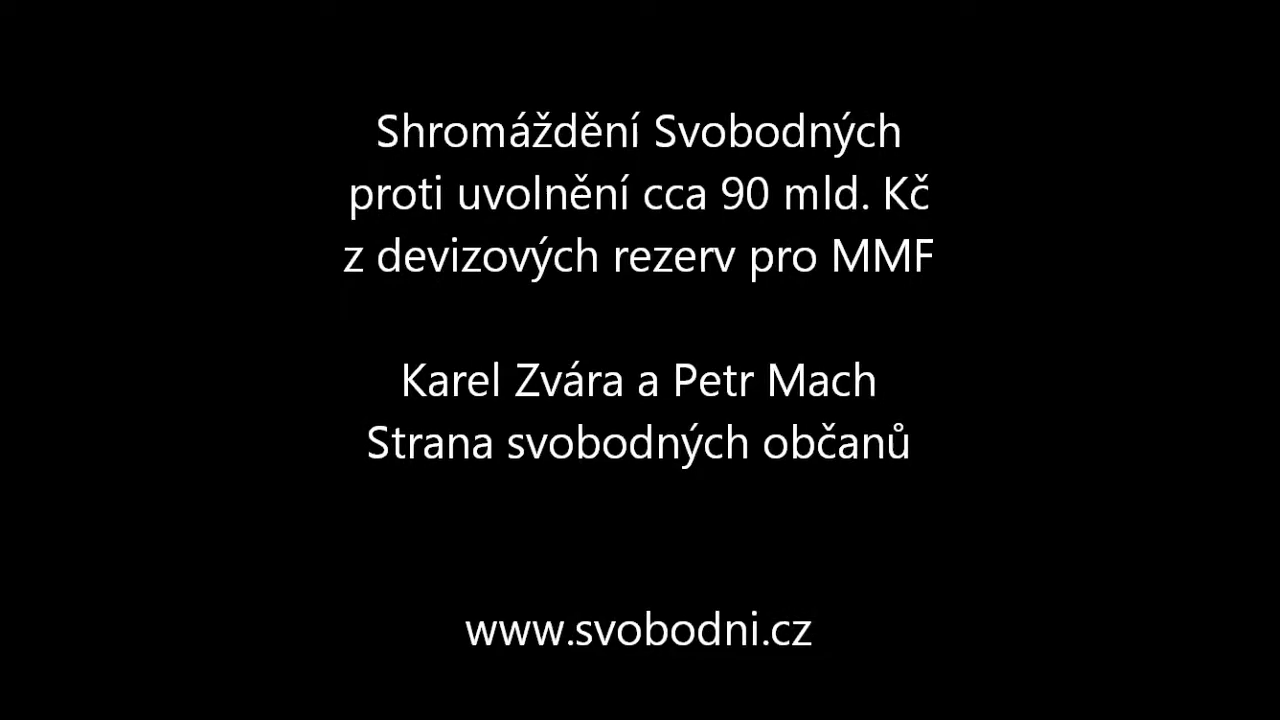 Shromáždění Svobodných
proti uvolnění cca 90 mld. Kč
z devizových rezerv pro MMF
Karel Zvára a Petr Mach
Strana svobodných občanů
www.svobodni.cz